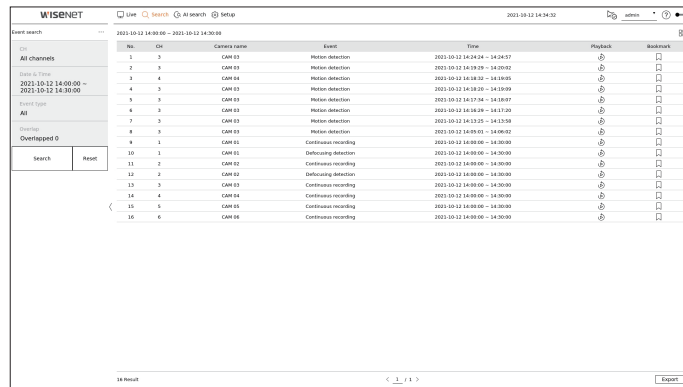 WISENET
Live Search AI search Setup 2021-10-12 14:34:32 admin
Event search ...
CH
All channels
Date & Time
2021-10-12 14:00:00 ~
2021-10-12 14:30:00
Event type
All
Overlap
Overlapped 0
Search Reset
2021-10-12 14:00:00 ~ 2021-10-12 14:30:00
No. CH Camera name Event Time Playback Bookmark
1 3 CAM 03 Motion detection 2021-10-12 14:24:24 ~ 14:24:57
2 3 CAM 03 Motion detection 2021-10-12 14:19:29 ~ 14:20:02
3 4 CAM 04 Motion detection 2021-10-12 14:18:32 ~ 14:19:05
4 3 CAM 03 Motion detection 2021-10-12 14:18:29 ~ 14:19:09
5 3 CAM 03 Motion detection 2021-10-12 14:17:34 ~ 14:18:07
6 3 CAM 03 Motion detection 2021-10-12 14:16:29 ~ 14:17:20
7 3 CAM 03 Motion detection 2021-10-12 14:13:25 ~ 14:13:58
8 3 CAM 03 Motion detection 2021-10-12 14:05:01 ~ 14:06:02
9 1 CAM 01 Continuous recording 2021-10-12 14:00:00 ~ 14:30:00
10 1 CAM 01 Defocusing detection 2021-10-12 14:00:00 ~ 14:30:00
11 2 CAM 02 Continuous recording 2021-10-12 14:00:00 ~ 14:30:00
12 2 CAM 02 Defocusing detection 2021-10-12 14:00:00 ~ 14:30:00
13 3 CAM 03 Continuous recording 2021-10-12 14:00:00 ~ 14:30:00
14 4 CAM 04 Continuous recording 2021-10-12 14:00:00 ~ 14:30:00
15 5 CAM 05 Continuous recording 2021-10-12 14:00:00 ~ 14:30:00
16 6 CAM 06 Continuous recording 2021-10-12 14:00:00 ~ 14:30:00
16 Result < 1 / 1 > Export